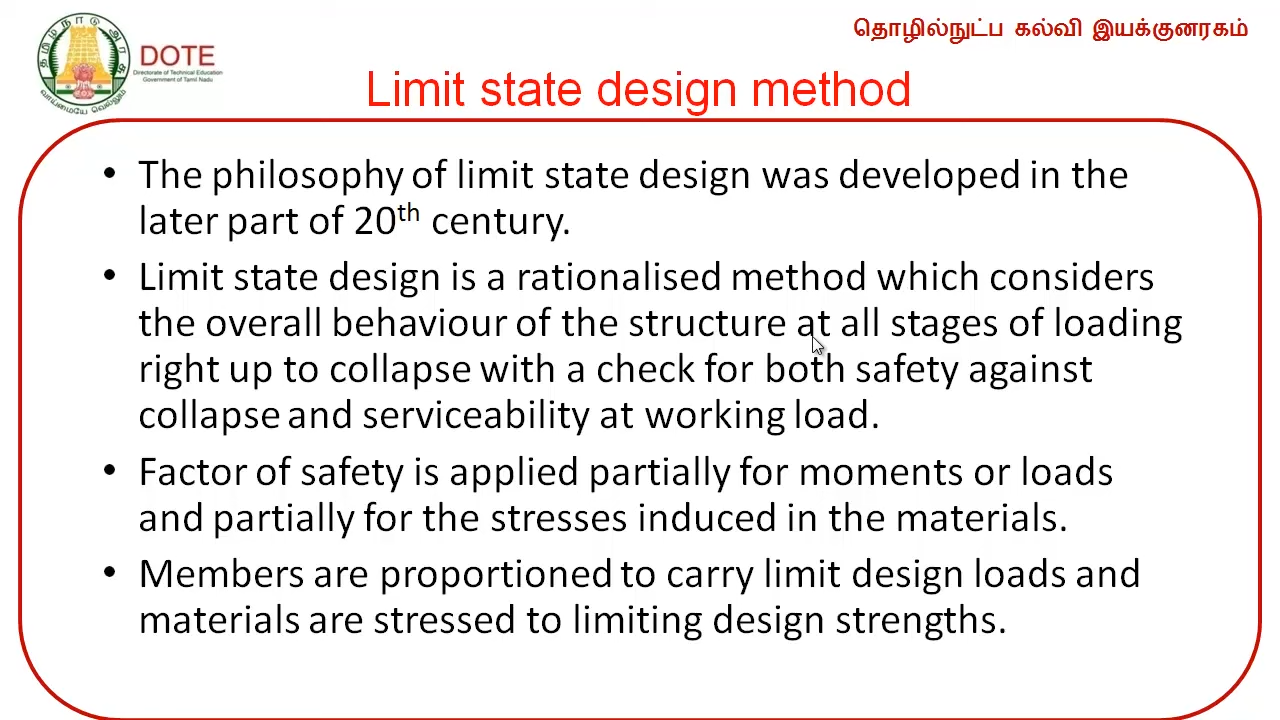 தொழில்நுட்ப கல்வி இயக்குனரகம்
DOTE
Directorate of Technical Education
Government of Tamil Nadu
Limit state design method
• The philosophy of limit state design was developed in the
later part of 20th century.
• Limit state design is a rationalised method which considers
the overall behaviour of the structure at all stages of loading
right up to collapse with a check for both safety against
collapse and serviceability at working load.
• Factor of safety is applied partially for moments or loads
and partially for the stresses induced in the materials.
• Members are proportioned to carry limit design loads and
materials are stressed to limiting design strengths.